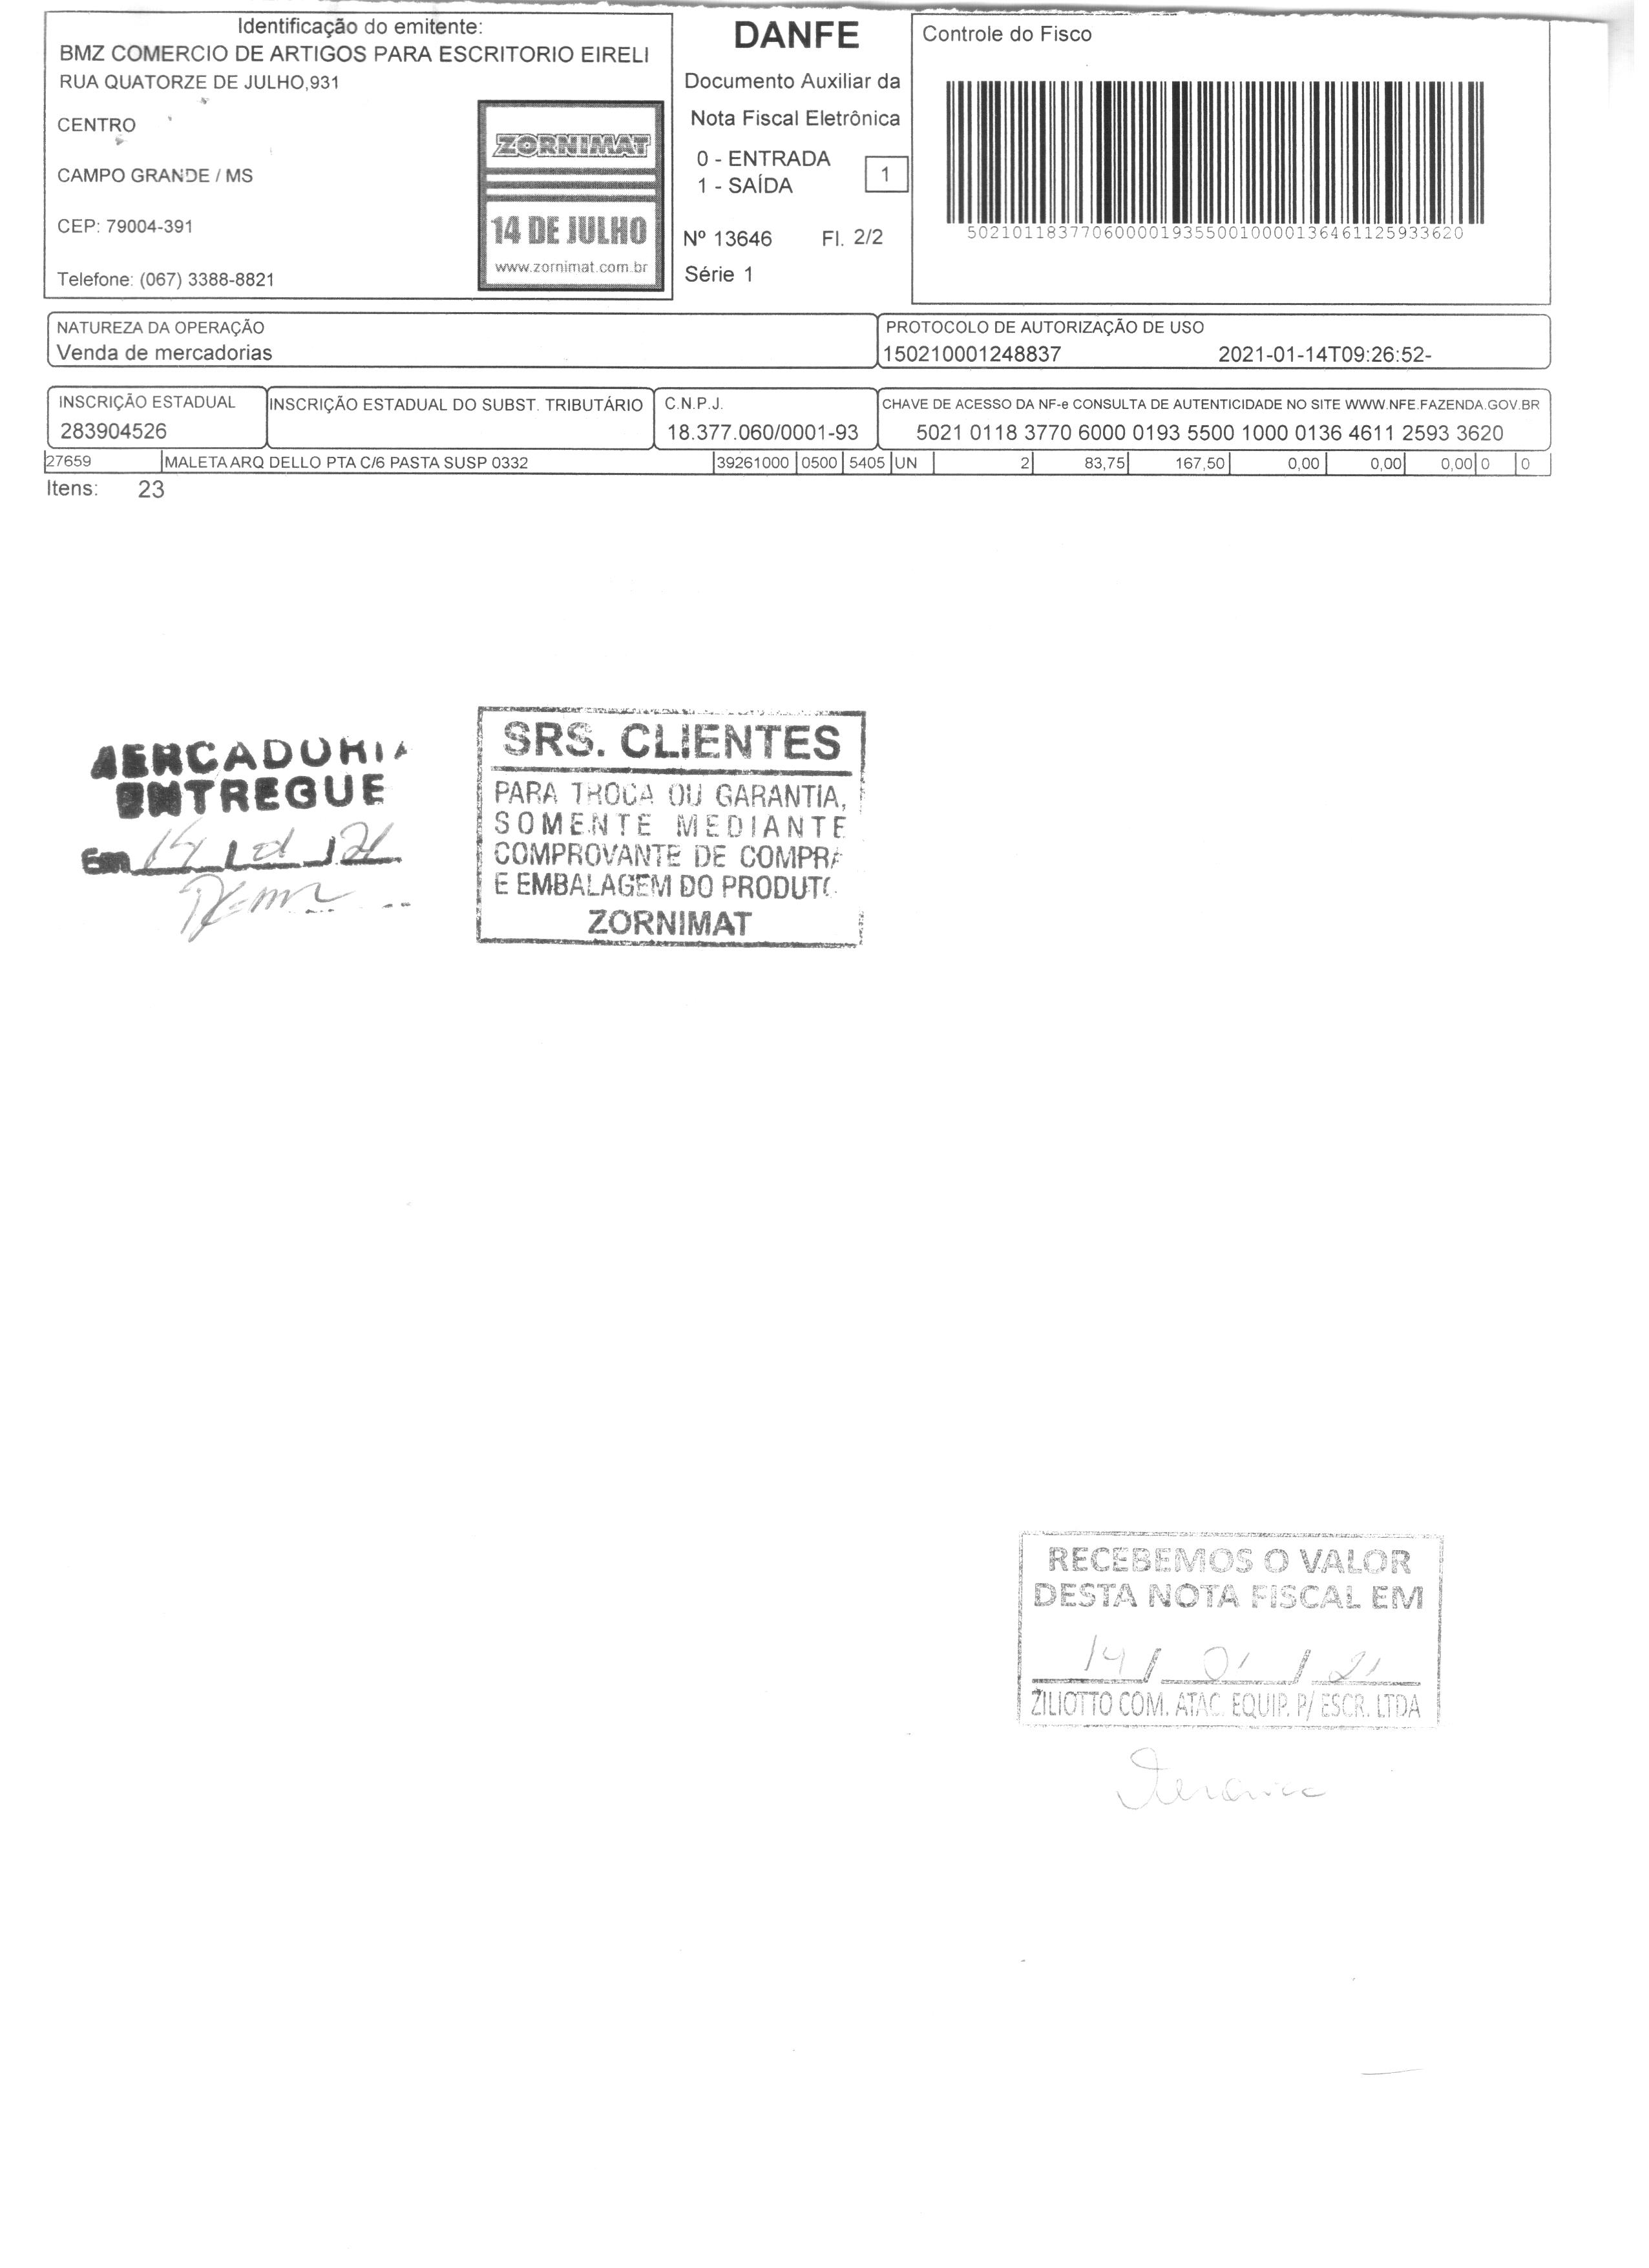 Identificação do emitente:
BMZ COMERCIO DE ARTIGOS PARA ESCRITORIO EIRELI
RUA QUATORZE DE JULHO,931
CENTRO
CAMPO GRANDE / MS
CEP: 79004-391
Telefone: (067) 3388-8821
ZORNIMAT
14 DE JULHO
www.zornimat.com.br
DANFE
Documento Auxiliar da
Nota Fiscal Eletrônica
0 - ENTRADA
1 - SAÍDA
1
Nº 13646 Fl. 2/2
Série 1
Controle do Fisco
50210118377060000193550010000136461125933620
NATUREZA DA OPERAÇÃO
Venda de mercadorias
PROTOCOLO DE AUTORIZAÇÃO DE USO
150210001248837 2021-01-14T09:26:52-
INSCRIÇÃO ESTADUAL
283904526
INSCRIÇÃO ESTADUAL DO SUBST. TRIBUTÁRIO
C.N.P.J.
18.377.060/0001-93
CHAVE DE ACESSO DA NF-e CONSULTA DE AUTENTICIDADE NO SITE WWW.NFE.FAZENDA.GOV.BR
5021 0118 3770 6000 0193 5500 1000 0136 4611 2593 3620
27659 MALETA ARQ DELLO PTA C/6 PASTA SUSP 0332 39261000 0500 5405 UN 2 83,75 167,50 0,00 0,00 0,00 0 0
Itens: 23
MERCADORIA
ENTREGUE
Em 14 / 01 / 21
SRS. CLIENTES
PARA TROCA OU GARANTIA,
SOMENTE MEDIANTE
COMPROVANTE DE COMPRA
E EMBALAGEM DO PRODUTO.
ZORNIMAT
RECEBEMOS O VALOR
DESTA NOTA FISCAL EM
14 / 01 / 21
ZILIOTTO COM. ATAC. EQUIP. P/ ESCR. LTDA